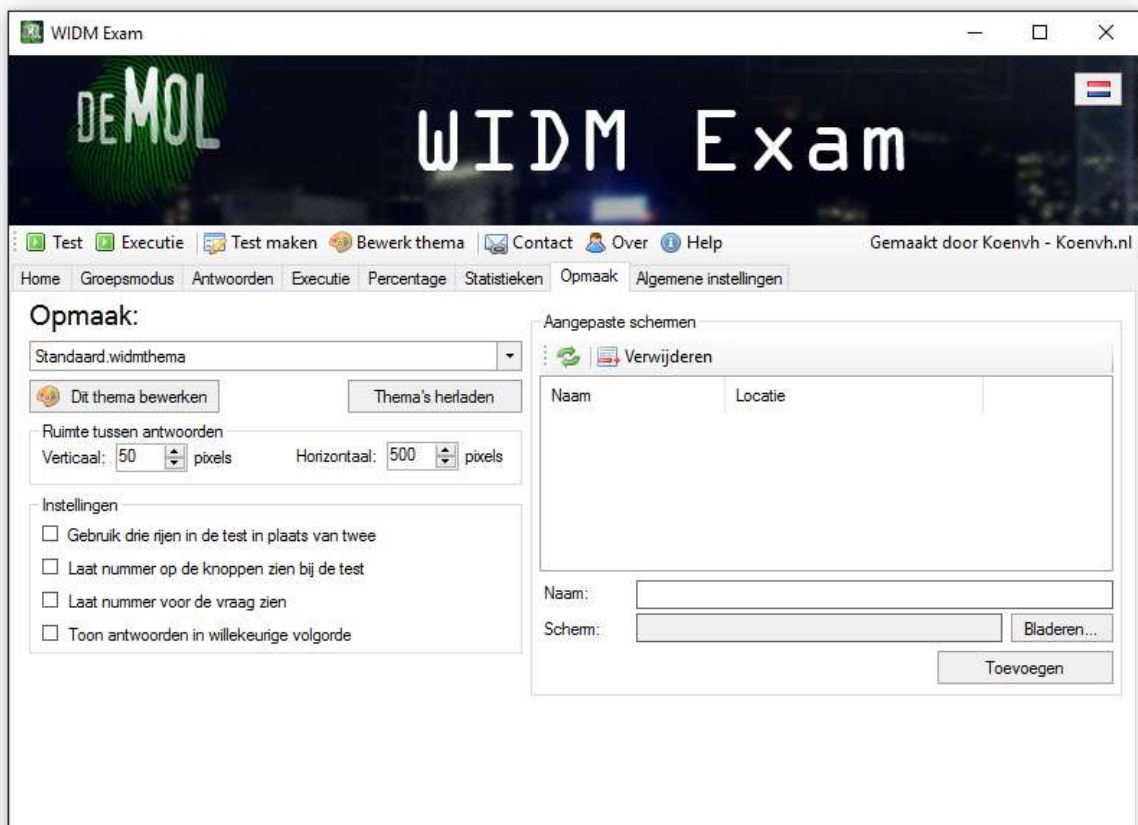 WIDM Exam
DE MOL
WIDM Exam
Test Executie Test maken Bewerk thema Contact Over Help Gemaakt door Koenvh - Koenvh.nl
Home Groepsmodus Antwoorden Executie Percentage Statistieken Opmaak Algemene instellingen
Opmaak:
Standaard.widmthema
Dit thema bewerken Thema's herladen
Ruimte tussen antwoorden
Verticaal: 50 pixels Horizontaal: 500 pixels
Instellingen
Gebruik drie rijen in de test in plaats van twee
Laat nummer op de knoppen zien bij de test
Laat nummer voor de vraag zien
Toon antwoorden in willekeurige volgorde
Aangepaste schermen
Verwijderen
Naam Locatie
Naam:
Scherm: Bladeren...
Toevoegen